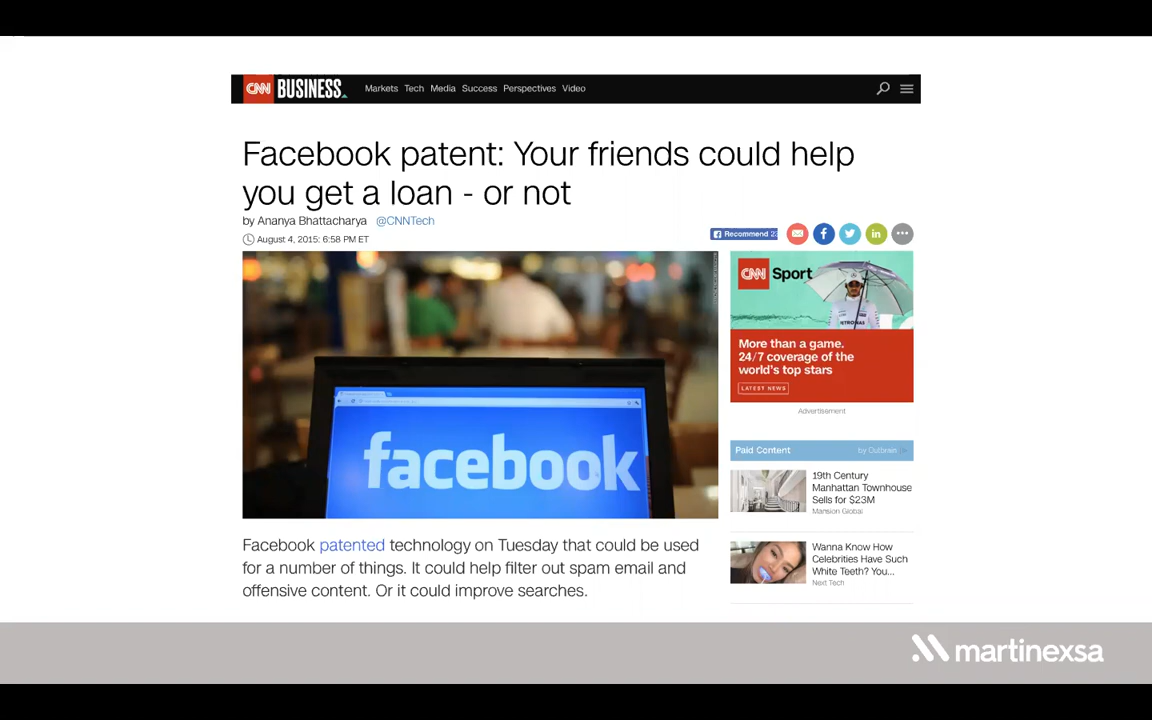 CNN BUSINESS
Markets Tech Media Success Perspectives Video
Facebook patent: Your friends could help
you get a loan - or not
by Ananya Bhattacharya @CNNTech
August 4, 2015: 6:58 PM ET
Recommend
CNN Sport
PETRONAS
More than a game.
24/7 coverage of the
world's top stars
LATEST NEWS
Advertisement
facebook
Paid Content by Outbrain
19th Century
Manhattan Townhouse
Sells for $23M
Mansion Global
Wanna Know How
Celebrities Have Such
White Teeth? You...
Next Tech
Facebook patented technology on Tuesday that could be used
for a number of things. It could help filter out spam email and
offensive content. Or it could improve searches.
martinexsa